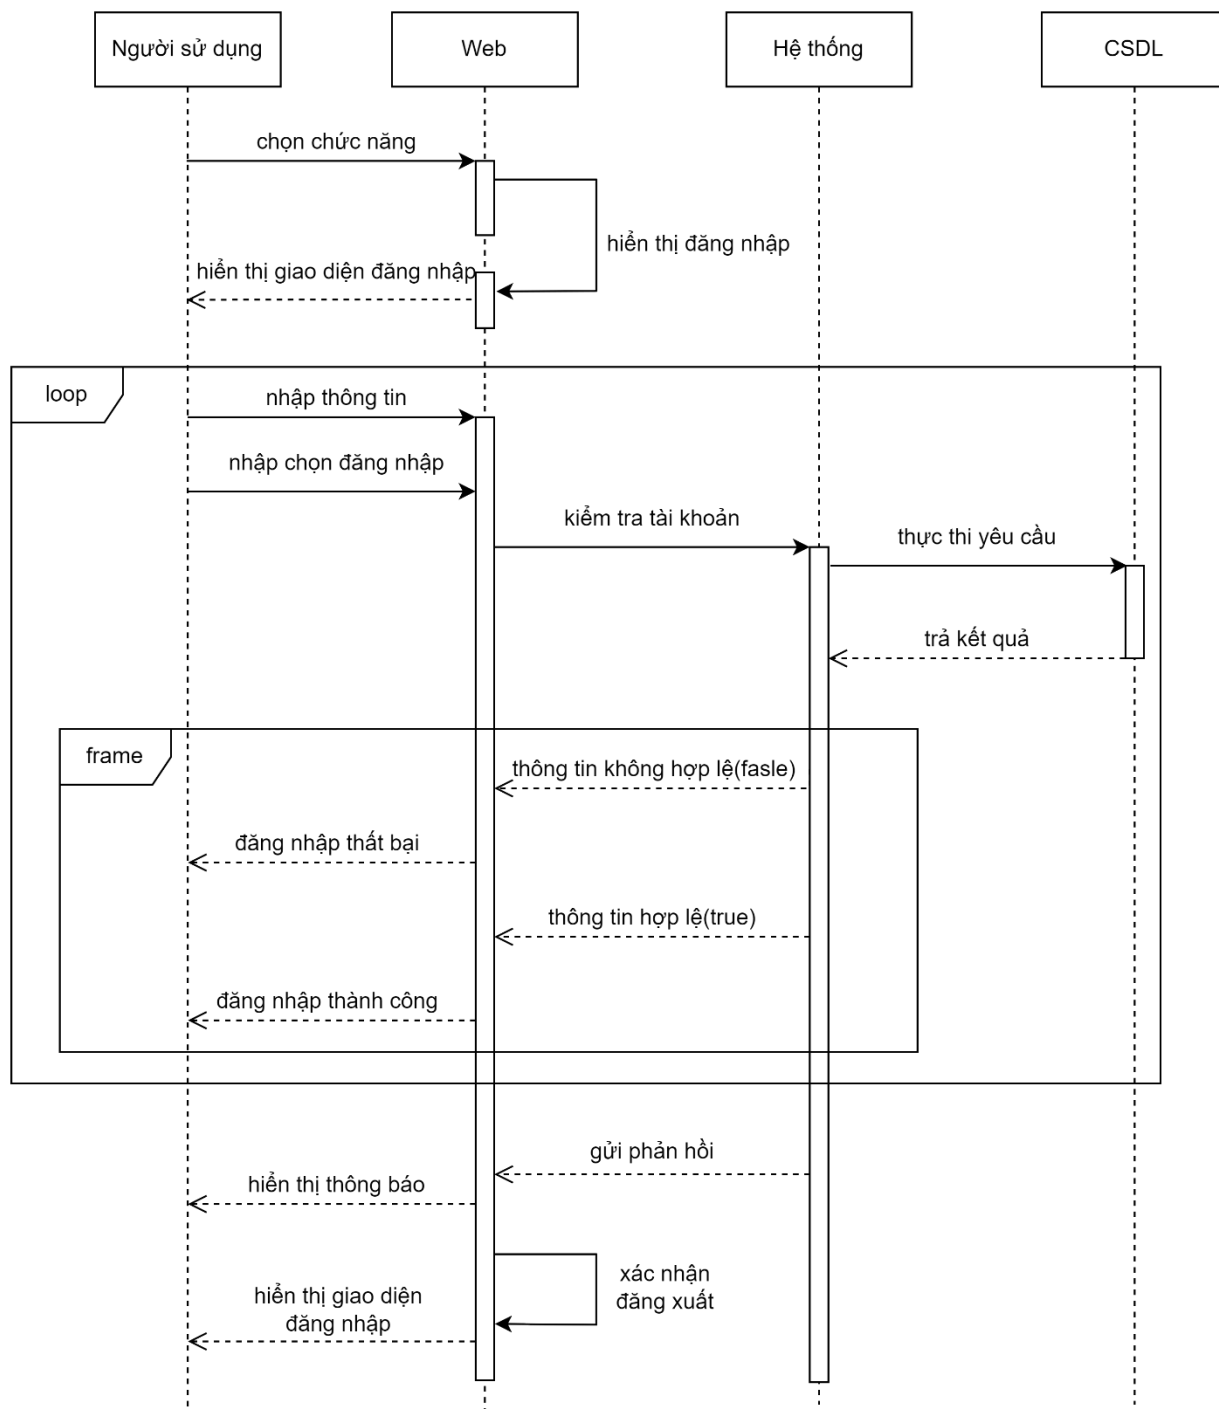 Người sử dụng
Web
Hệ thống
CSDL
chọn chức năng
hiển thị đăng nhập
hiển thị giao diện đăng nhập
loop
nhập thông tin
nhập chọn đăng nhập
kiểm tra tài khoản
thực thi yêu cầu
trả kết quả
frame
thông tin không hợp lệ(fasle)
đăng nhập thất bại
thông tin hợp lệ(true)
đăng nhập thành công
gửi phản hồi
hiển thị thông báo
xác nhận
đăng xuất
hiển thị giao diện
đăng nhập